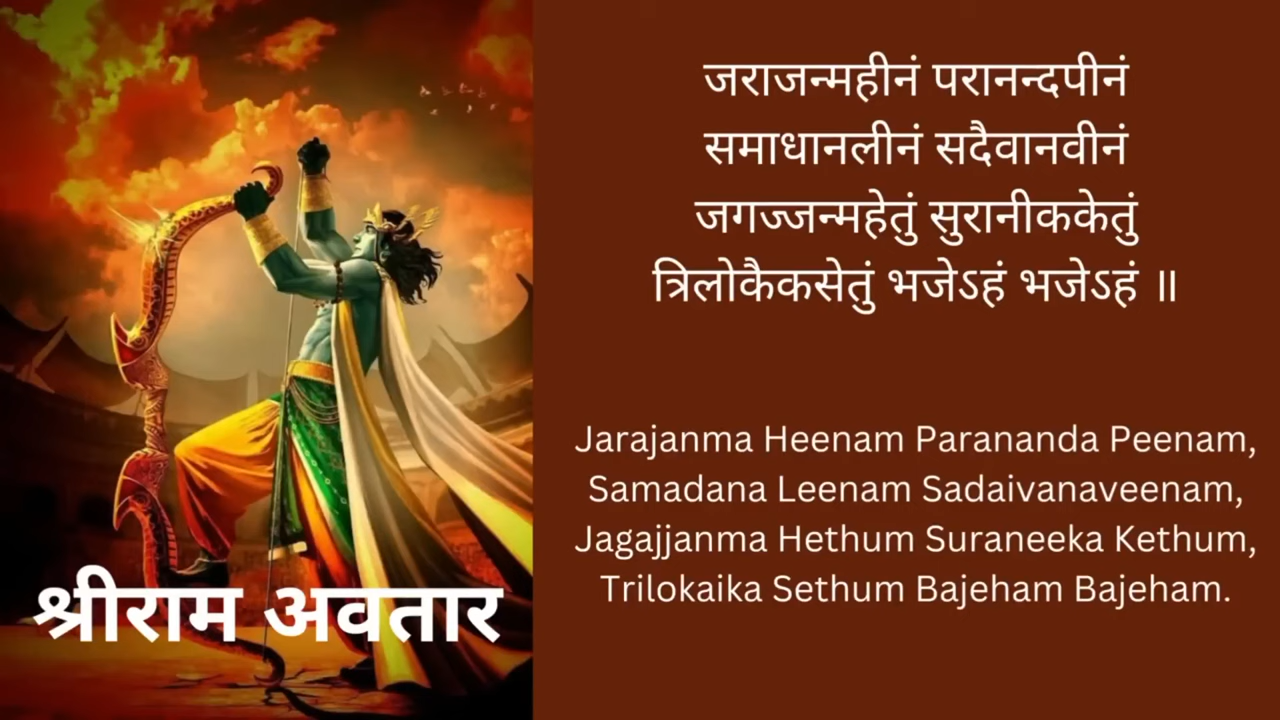 जराजन्महीनं परानन्दपीनं
समाधानलीनं सदैवानवीनं
जगज्जन्महेतुं सुरानीककेतुं
त्रिलोकैकसेतुं भजेऽहं भजेऽहं ॥
Jarajanma Heenam Parananda Peenam,
Samadana Leenam Sadaivanaveenam,
Jagajjanma Hethum Suraneeka Kethum,
Trilokaika Sethum Bajeham Bajeham.
श्रीराम अवतार